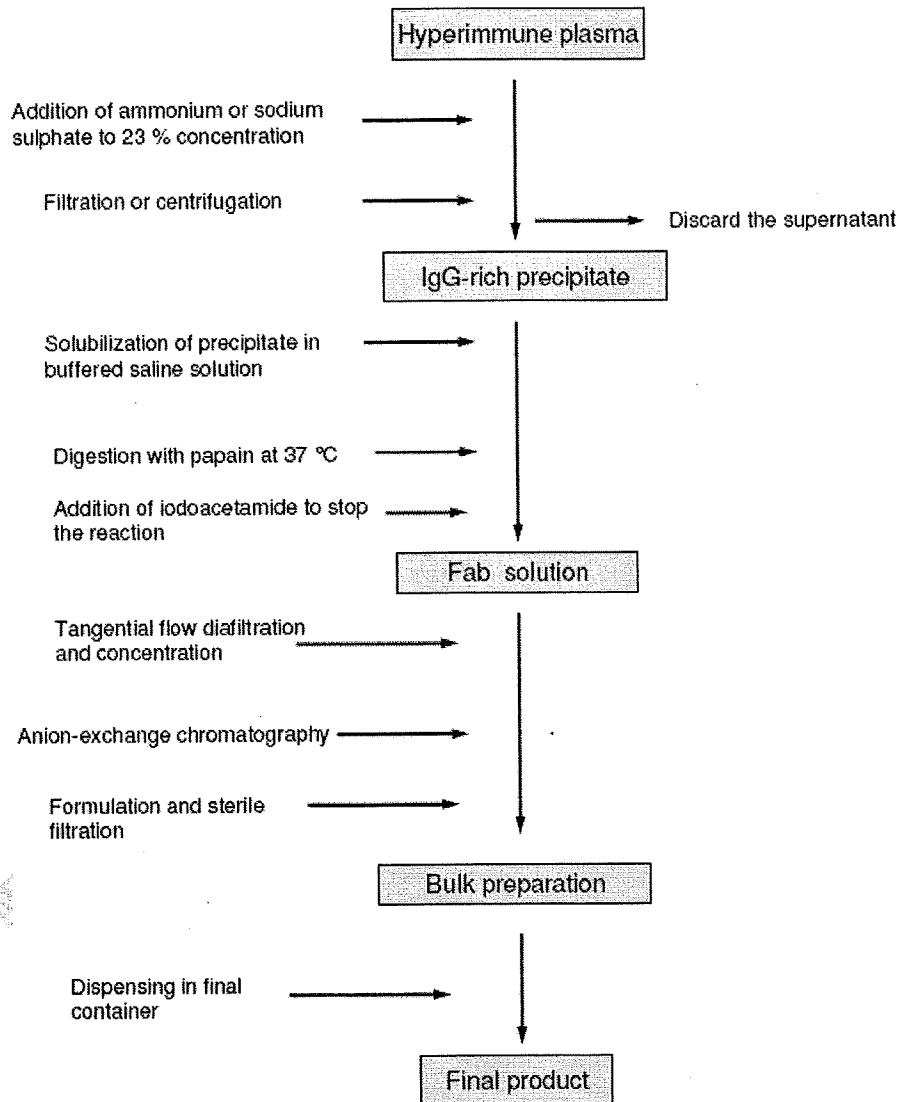 Hyperimmune plasma
Addition of ammonium or sodium
sulphate to 23 % concentration
Filtration or centrifugation
Discard the supernatant
IgG-rich precipitate
Solubilization of precipitate in
buffered saline solution
Digestion with papain at 37 °C
Addition of iodoacetamide to stop
the reaction
Fab solution
Tangential flow diafiltration
and concentration
Anion-exchange chromatography
Formulation and sterile
filtration
Bulk preparation
Dispensing in final
container
Final product